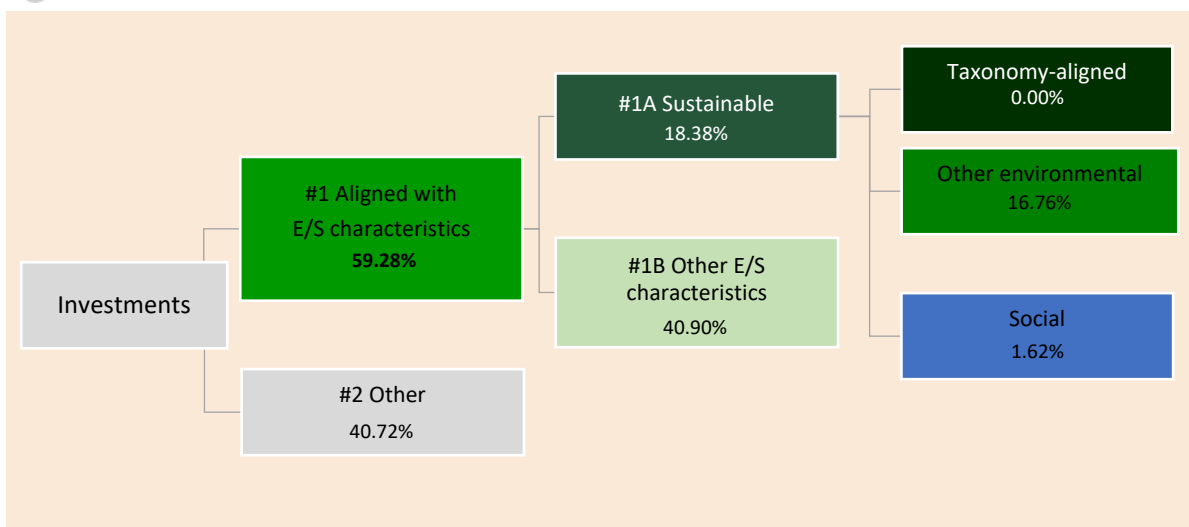 Investments
#1 Aligned with
E/S characteristics
59.28%
#2 Other
40.72%
#1A Sustainable
18.38%
#1B Other E/S
characteristics
40.90%
Taxonomy-aligned
0.00%
Other environmental
16.76%
Social
1.62%